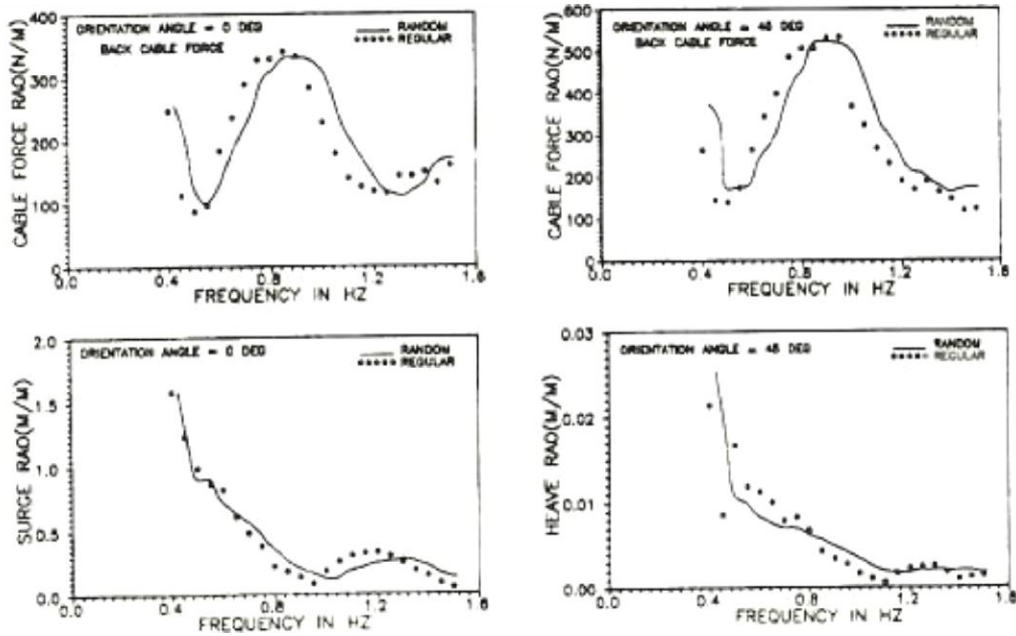 400
300
200
100
0
CABLE FORCE RAO(N/M)
ORIENTATION ANGLE = 0 DEG
BACK CABLE FORCE
RANDOM
REGULAR
0.0 0.4 0.8 1.2 1.6
FREQUENCY IN HZ
600
500
400
300
200
100
0
CABLE FORCE RAO(N/M)
ORIENTATION ANGLE = 45 DEG
BACK CABLE FORCE
RANDOM
REGULAR
0.0 0.4 0.8 1.2 1.6
FREQUENCY IN HZ
2.0
1.5
1.0
0.5
0.0
SURGE RAO(M/M)
ORIENTATION ANGLE = 0 DEG
RANDOM
REGULAR
0.0 0.4 0.8 1.2 1.6
FREQUENCY IN HZ
0.03
0.02
0.01
0.00
HEAVE RAO(M/M)
ORIENTATION ANGLE = 45 DEG
RANDOM
REGULAR
0.0 0.4 0.8 1.2 1.6
FREQUENCY IN HZ